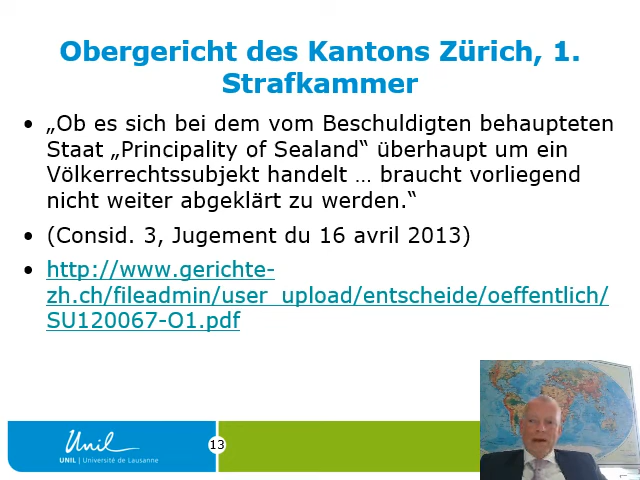 Obergericht des Kantons Zürich, 1.
Strafkammer
• „Ob es sich bei dem vom Beschuldigten behaupteten
Staat „Principality of Sealand“ überhaupt um ein
Völkerrechtssubjekt handelt … braucht vorliegend
nicht weiter abgeklärt zu werden.“
• (Consid. 3, Jugement du 16 avril 2013)
• http://www.gerichte-
zh.ch/fileadmin/user_upload/entscheide/oeffentlich/
SU120067-O1.pdf
Unil
UNIL | Université de Lausanne
13